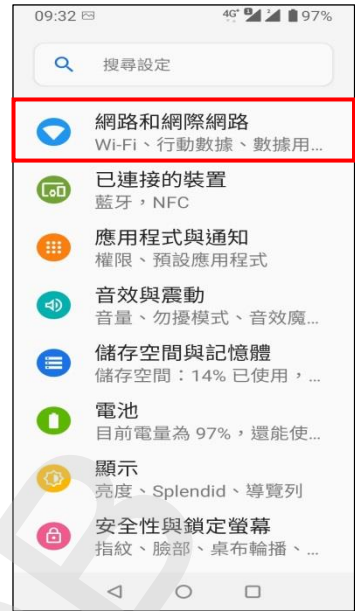 09:32 4G+ 1 2 97%
搜尋設定
網路和網際網路
Wi-Fi、行動數據、數據用...
已連接的裝置
藍牙，NFC
應用程式與通知
權限、預設應用程式
音效與震動
音量、勿擾模式、音效魔...
儲存空間與記憶體
儲存空間：14% 已使用，...
電池
目前電量為 97%，還能使...
顯示
亮度、Splendid、導覽列
安全性與鎖定螢幕
指紋、臉部、桌布輪播、...